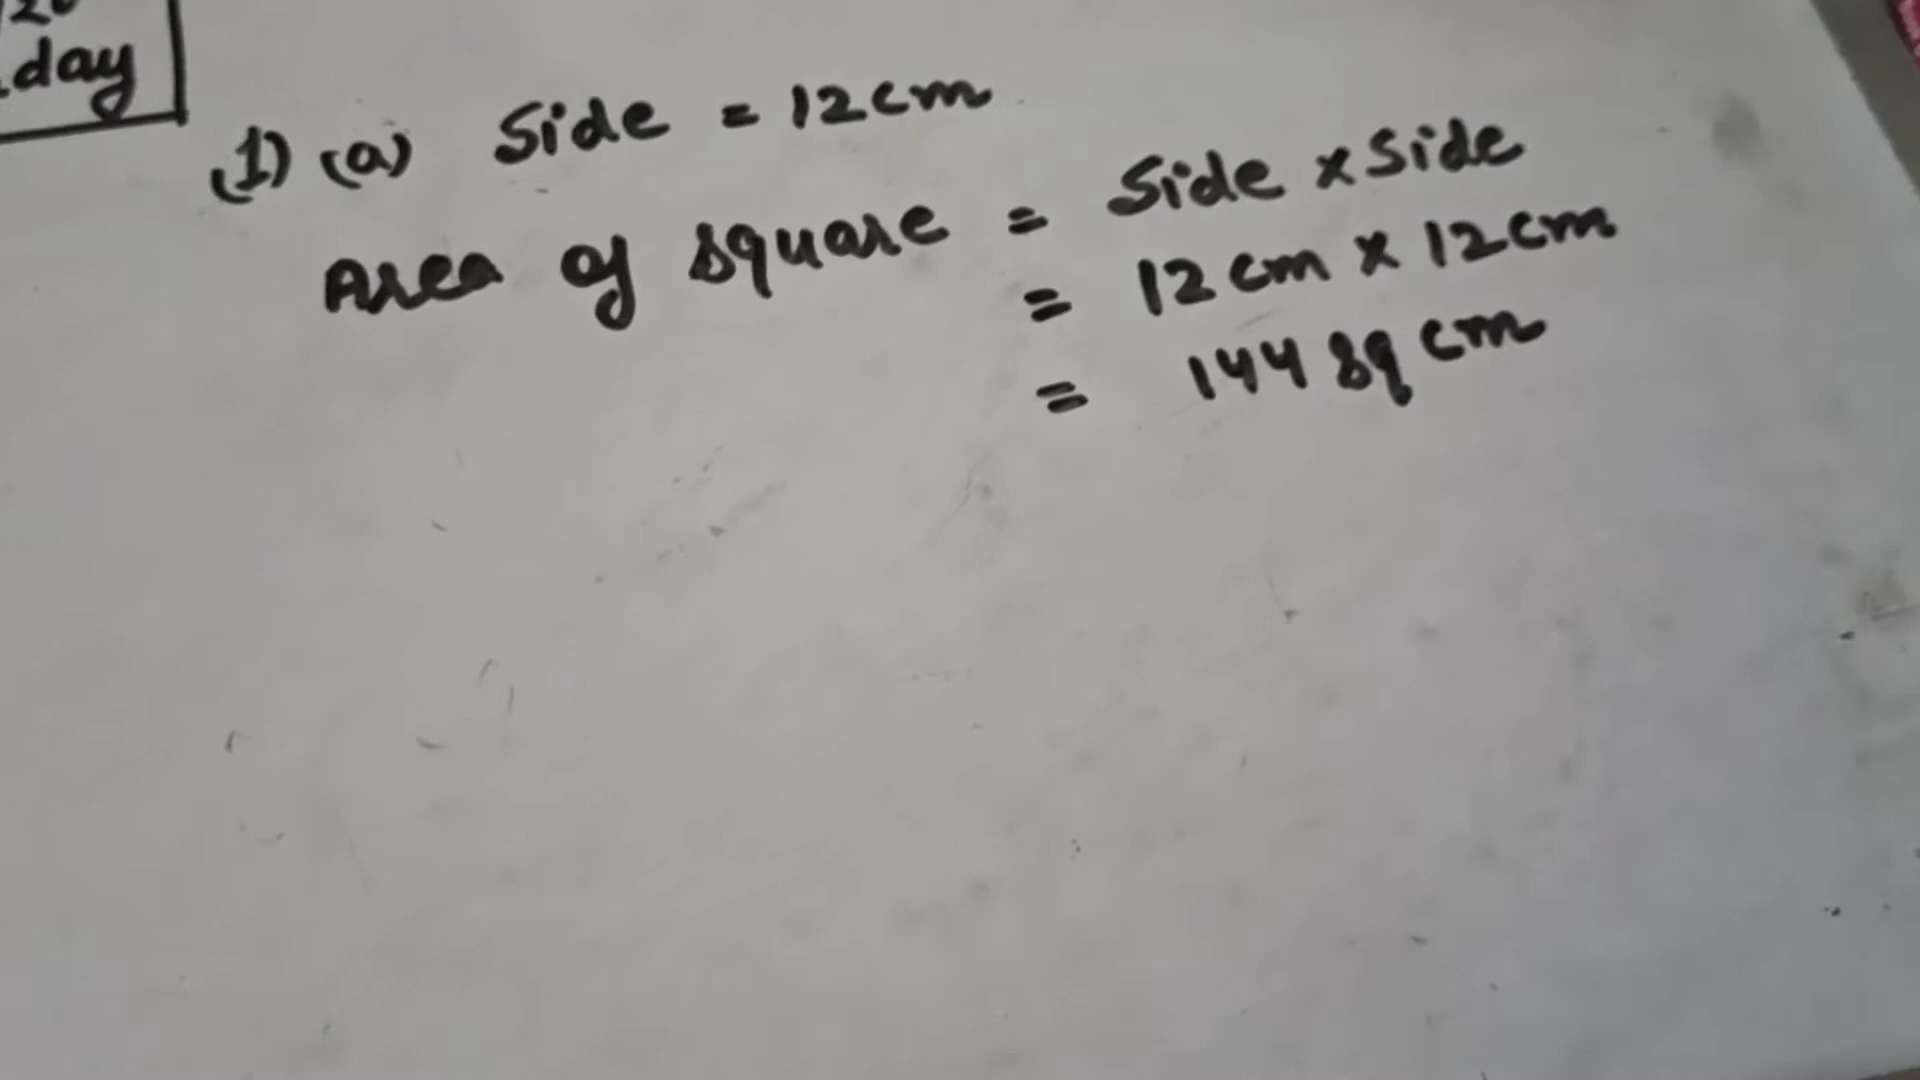 day
(1) (a) Side = 12cm
Area of square = Side x Side
= 12 cm x 12cm
= 144 sq cm